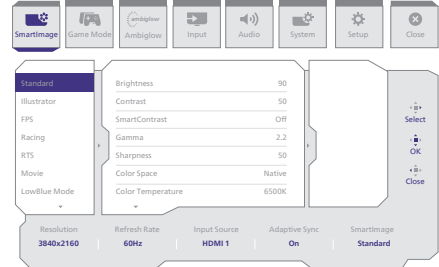 ambiglow
SmartImage Game Mode Ambiglow Input Audio System Setup Close
Standard
Illustrator
FPS
Racing
RTS
Movie
LowBlue Mode
Brightness 90
Contrast 50
SmartContrast Off
Gamma 2.2
Sharpness 50
Color Space Native
Color Temperature 6500K
Select
OK
Close
Resolution Refresh Rate Input Source Adaptive Sync SmartImage
3840x2160 60Hz HDMI 1 On Standard